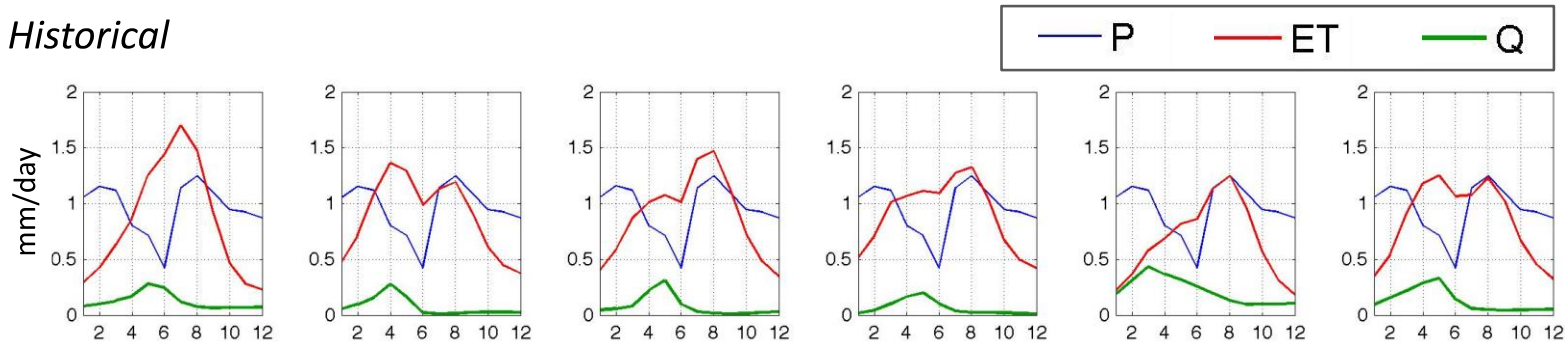 Historical
P ET Q
mm/day
2 2 2 2 2 2
1.5 1.5 1.5 1.5 1.5 1.5
1 1 1 1 1 1
0.5 0.5 0.5 0.5 0.5 0.5
0 0 0 0 0 0
2 4 6 8 10 12 2 4 6 8 10 12 2 4 6 8 10 12 2 4 6 8 10 12 2 4 6 8 10 12 2 4 6 8 10 12